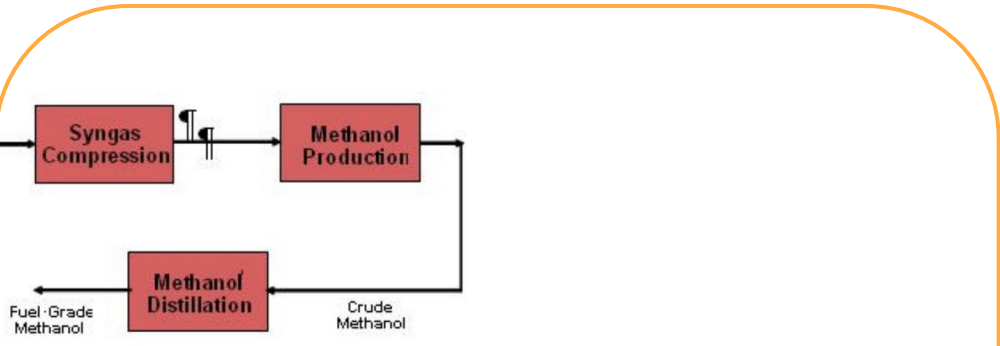 Syngas
Compression
¶
¶
Methanol
Production
Methanol
Distillation
Fuel·Grade
Methanol
Crude
Methanol